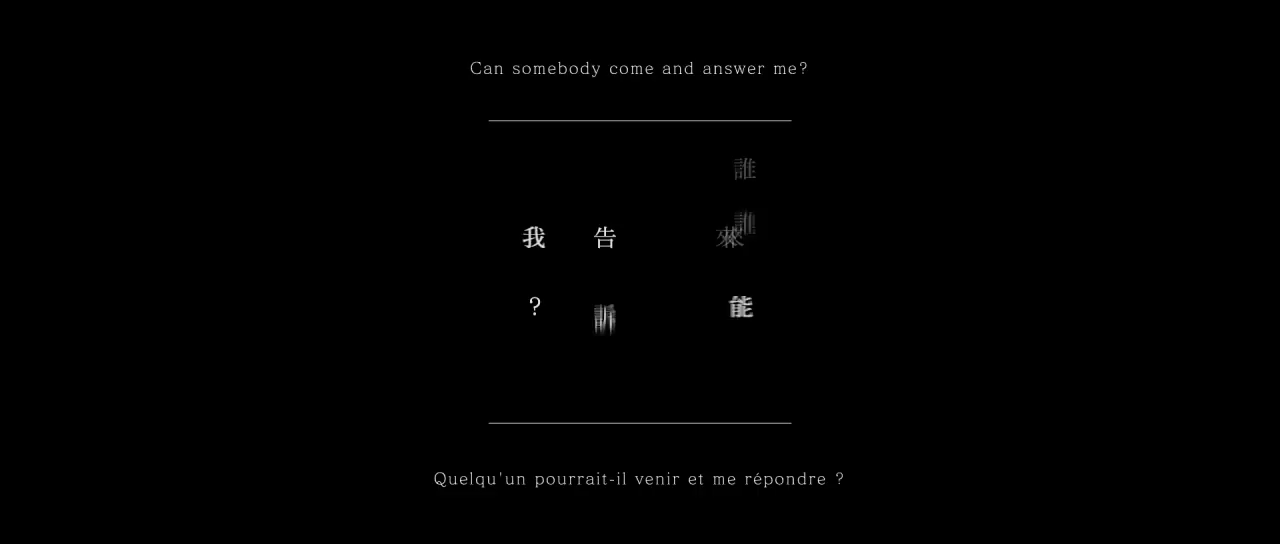 Can somebody come and answer me?
誰誰能
來
告訴
我?
Quelqu'un pourrait-il venir et me répondre ?